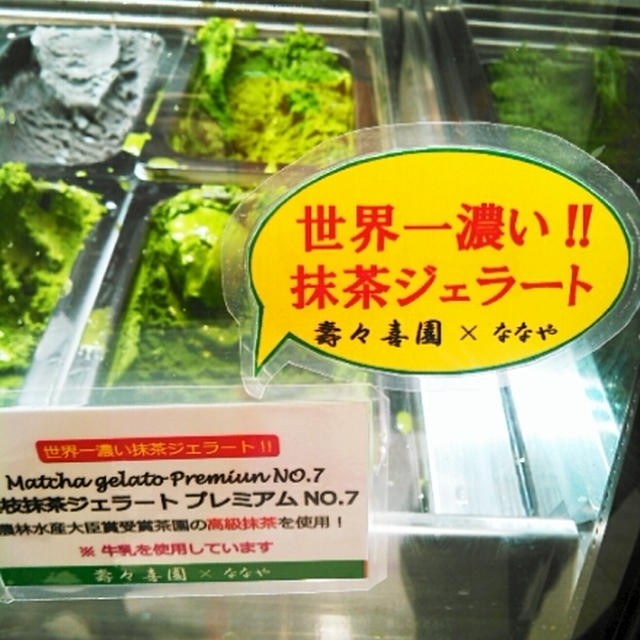 世界一濃い!!
抹茶ジェラート
壽々喜園 × ななや
世界一濃い抹茶ジェラート!!
Matcha gelato Premiun NO.7
枝抹茶ジェラート プレミアム NO.7
農林水産大臣賞受賞茶園の高級抹茶を使用!
※ 牛乳を使用しています
壽々喜園 × ななや